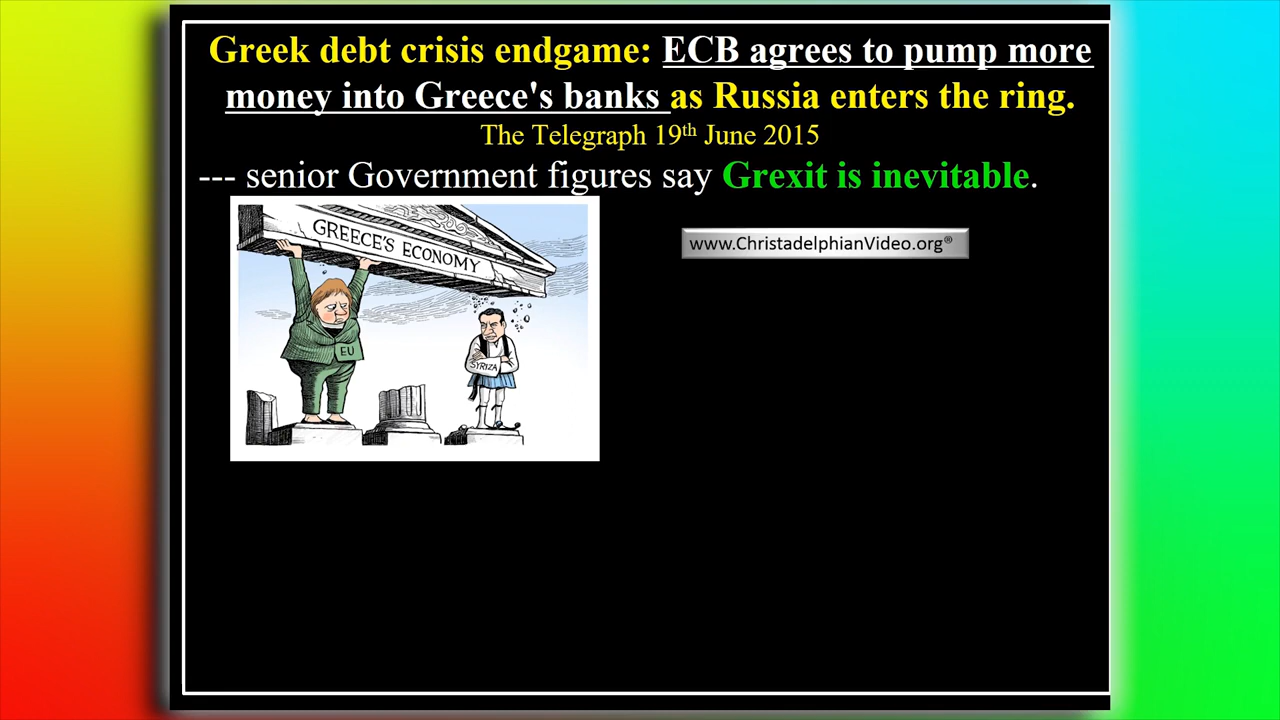 Greek debt crisis endgame: ECB agrees to pump more
money into Greece's banks as Russia enters the ring.
The Telegraph 19th June 2015
--- senior Government figures say Grexit is inevitable.
GREECE'S ECONOMY
www.ChristadelphianVideo.org®
EU
SYRIZA